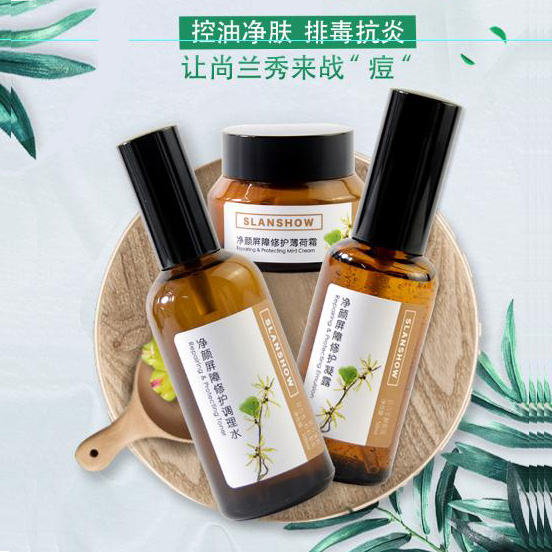 控油净肤 排毒抗炎
让尚兰秀来战“痘“
SLANSHOW
净颜屏障修护薄荷霜
Repairing & Protecting Mint Cream
SLANSHOW
净颜屏障修护调理水
Repairing & Protecting Toner
SLANSHOW
净颜屏障修护凝露
Repairing & Protecting Emulsion